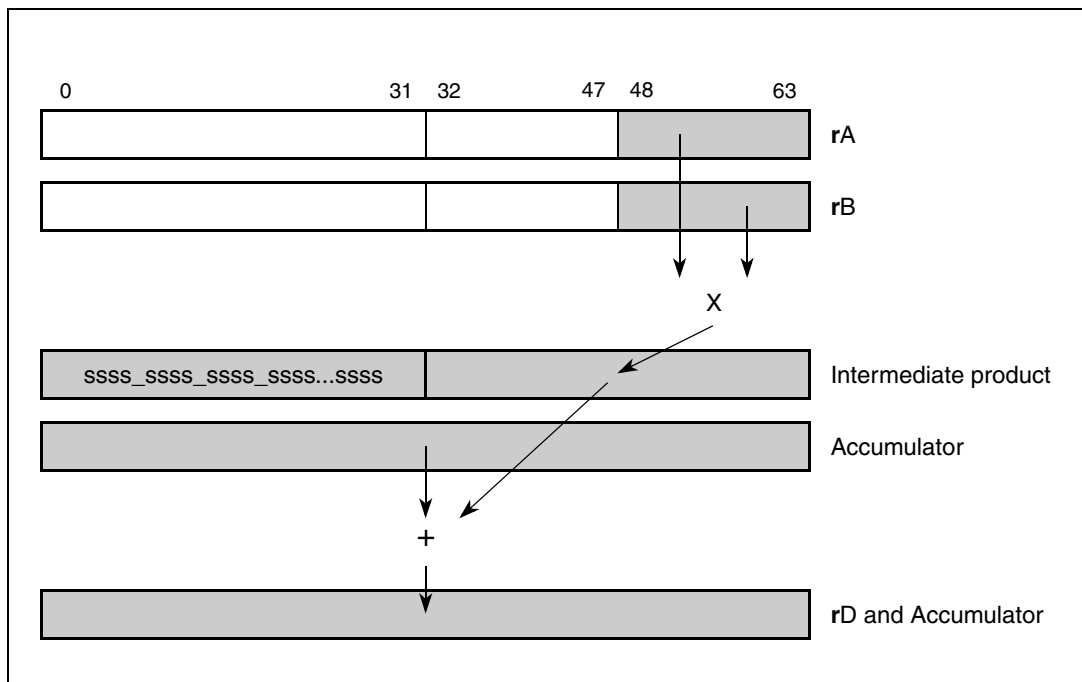 0 31 32 47 48 63
rA
rB
X
ssss_ssss_ssss_ssss...ssss Intermediate product
Accumulator
+
rD and Accumulator